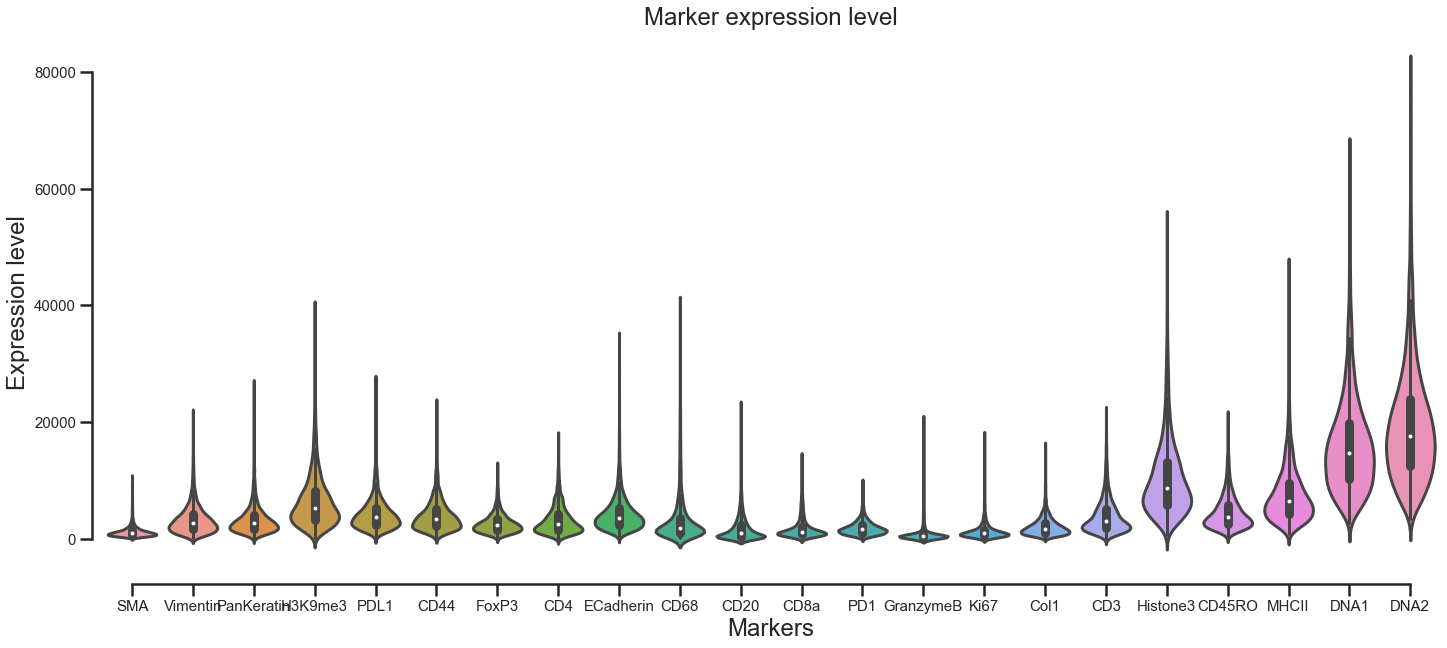 Marker expression level
Expression level
80000
60000
40000
20000
0
SMA Vimentin PanKeratin H3K9me3 PDL1 CD44 FoxP3 CD4 ECadherin CD68 CD20 CD8a PD1 GranzymeB Ki67 Col1 CD3 Histone3 CD45RO MHCII DNA1 DNA2
Markers